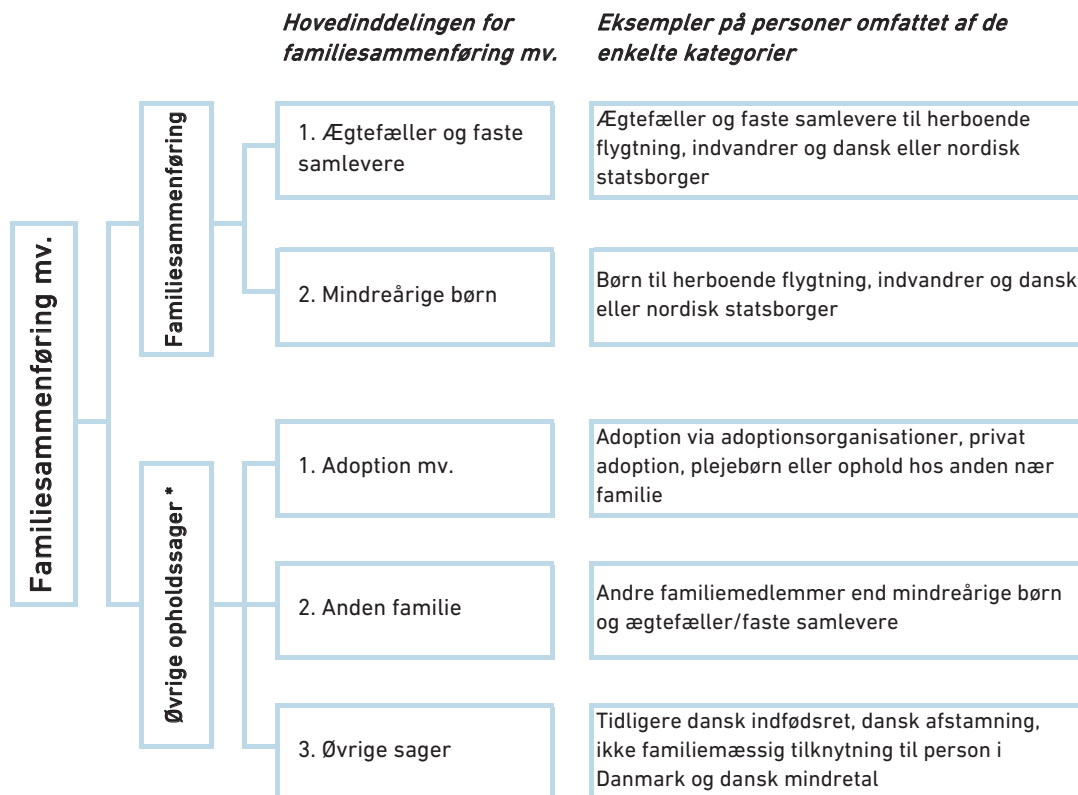 Hovedinddelingen for
familiesammenføring mv.
Eksempler på personer omfattet af de
enkelte kategorier
Familiesammenføring mv.
Familiesammenføring
1. Ægtefæller og faste
samlevere
Ægtefæller og faste samlevere til herboende
flygtning, indvandrer og dansk eller nordisk
statsborger
2. Mindreårige børn
Børn til herboende flygtning, indvandrer og dansk
eller nordisk statsborger
Øvrige opholdssager *
1. Adoption mv.
Adoption via adoptionsorganisationer, privat
adoption, plejebørn eller ophold hos anden nær
familie
2. Anden familie
Andre familiemedlemmer end mindreårige børn
og ægtefæller/faste samlevere
3. Øvrige sager
Tidligere dansk indfødsret, dansk afstamning,
ikke familiemæssig tilknytning til person i
Danmark og dansk mindretal